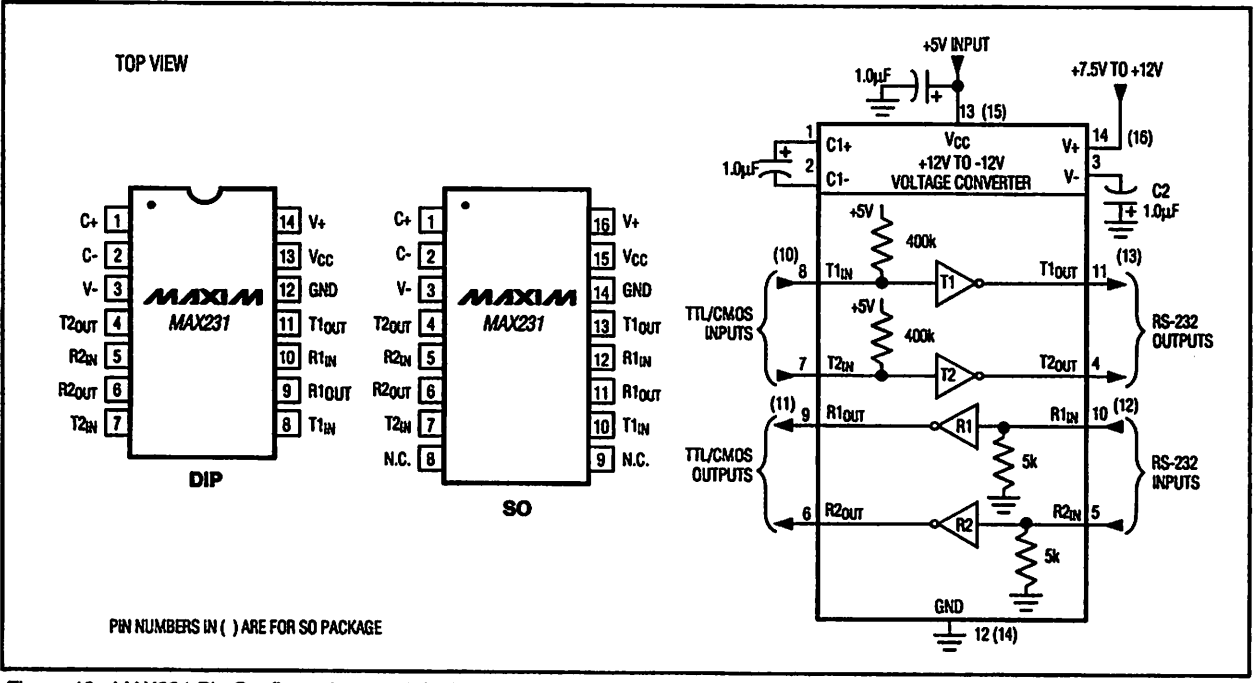 TOP VIEW
C+ 1
C- 2
V- 3
T2OUT 4
R2IN 5
R2OUT 6
T2IN 7
14 V+
13 VCC
12 GND
11 T1OUT
10 R1IN
9 R1OUT
8 T1IN
MAXIM
MAX231
DIP
C+ 1
C- 2
V- 3
T2OUT 4
R2IN 5
R2OUT 6
T2IN 7
N.C. 8
16 V+
15 VCC
14 GND
13 T1OUT
12 R1IN
11 R1OUT
10 T1IN
9 N.C.
MAXIM
MAX231
SO
PIN NUMBERS IN ( ) ARE FOR SO PACKAGE
+5V INPUT
1.0µF
+
13 (15)
+7.5V TO +12V
1
C1+
VCC
V+
14 (16)
+
1.0µF
2
C1-
+12V TO -12V
VOLTAGE CONVERTER
V-
3
C2
+ 1.0µF
+5V
400k
(10)
8
T1IN
T1
T1OUT
11
(13)
TTL/CMOS
INPUTS
+5V
400k
RS-232
OUTPUTS
7
T2IN
T2
T2OUT
4
(11)
9
R1OUT
R1
R1IN
10
(12)
TTL/CMOS
OUTPUTS
5k
RS-232
INPUTS
6
R2OUT
R2
R2IN
5
5k
GND
12 (14)